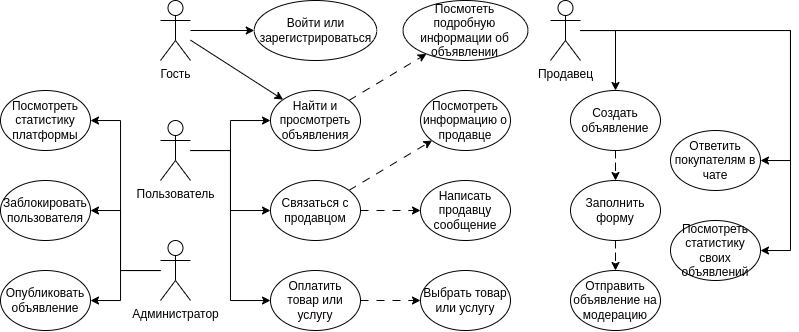 Войти или
зарегистрироваться
Посмотеть
подробную
информации об
объявлении
Гость
Продавец
Посмотреть
статистику
платформы
Найти и
просмотреть
объявления
Посмотреть
информацию о
продавце
Создать
объявление
Ответить
покупателям в
чате
Пользователь
Заблокировать
пользователя
Связаться с
продавцом
Написать
продавцу
сообщение
Заполнить
форму
Посмотреть
статистику
своих
объявлений
Опубликовать
объявление
Администратор
Оплатить
товар или
услугу
Выбрать товар
или услугу
Отправить
объявление на
модерацию